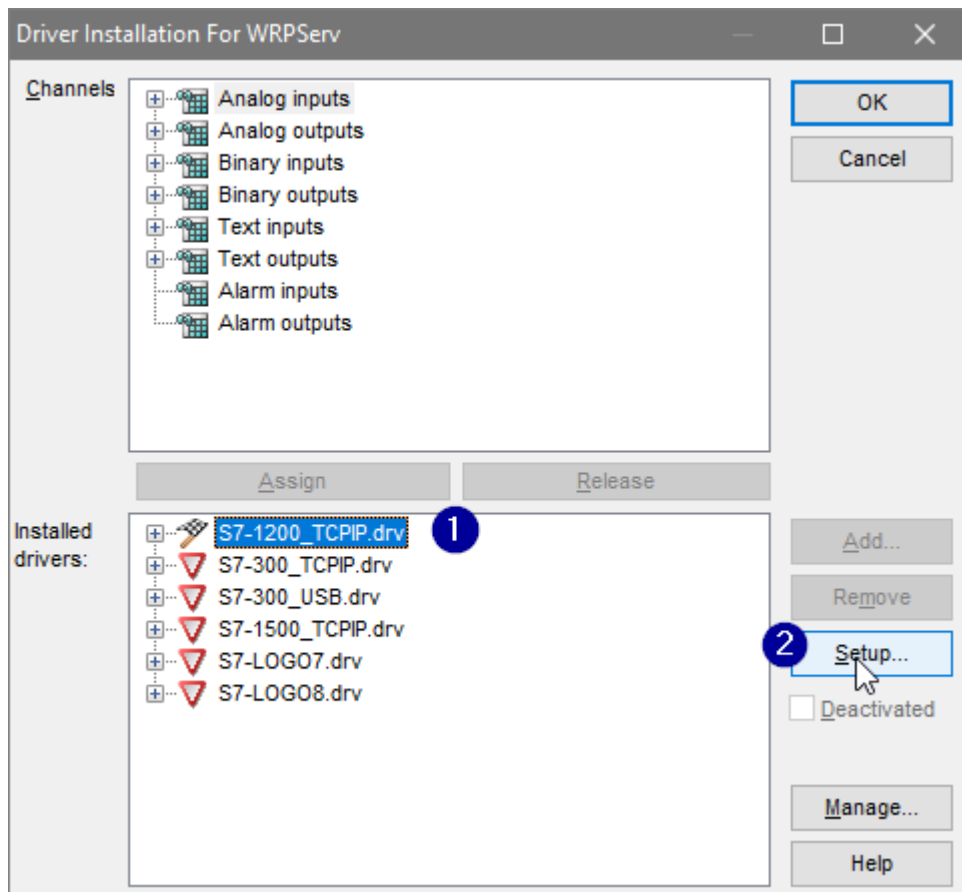 Driver Installation For WRPServ
Channels
Analog inputs
Analog outputs
Binary inputs
Binary outputs
Text inputs
Text outputs
Alarm inputs
Alarm outputs
OK
Cancel
Assign Release
Installed drivers:
S7-1200_TCPIP.drv 1
S7-300_TCPIP.drv
S7-300_USB.drv
S7-1500_TCPIP.drv
S7-LOGO7.drv
S7-LOGO8.drv
Add...
Remove
2 Setup...
Deactivated
Manage...
Help